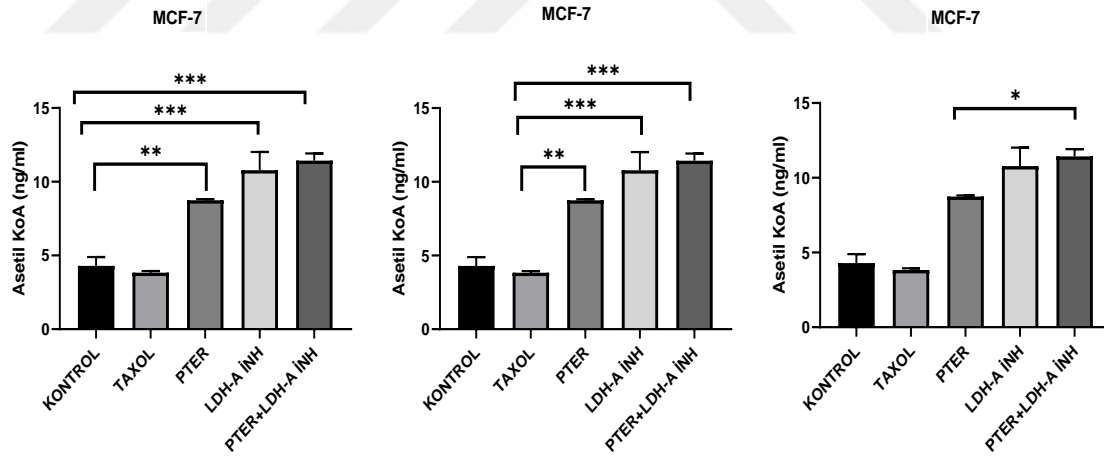 MCF-7
***
***
**
Asetil KoA (ng/ml)
15
10
5
0
KONTROL
TAXOL
PTER
LDH-A İNH
PTER+LDH-A İNH
MCF-7
***
***
**
Asetil KoA (ng/ml)
15
10
5
0
KONTROL
TAXOL
PTER
LDH-A İNH
PTER+LDH-A İNH
MCF-7
*
Asetil KoA (ng/ml)
15
10
5
0
KONTROL
TAXOL
PTER
LDH-A İNH
PTER+LDH-A İNH